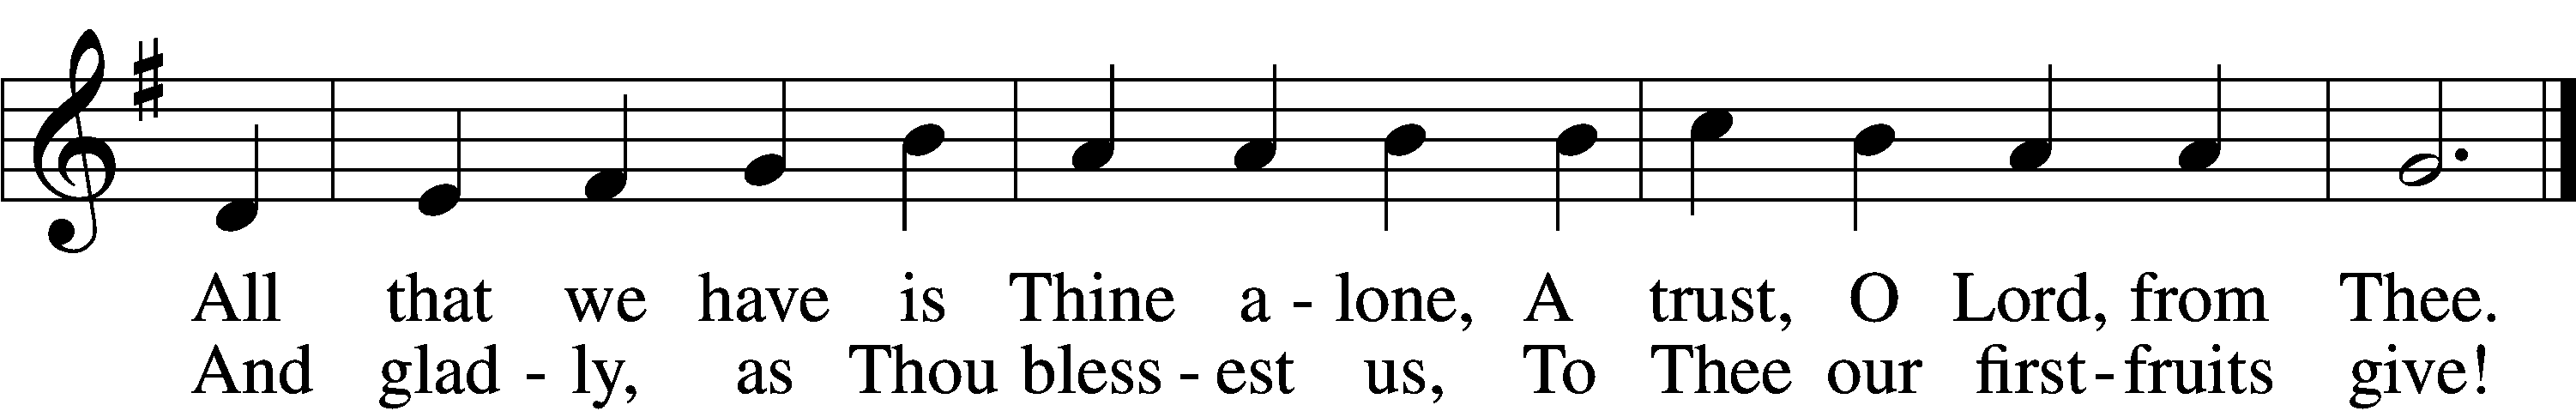 All that we have is Thine a - lone, A trust, O Lord, from Thee.
And glad - ly, as Thou bless - est us, To Thee our first - fruits give!